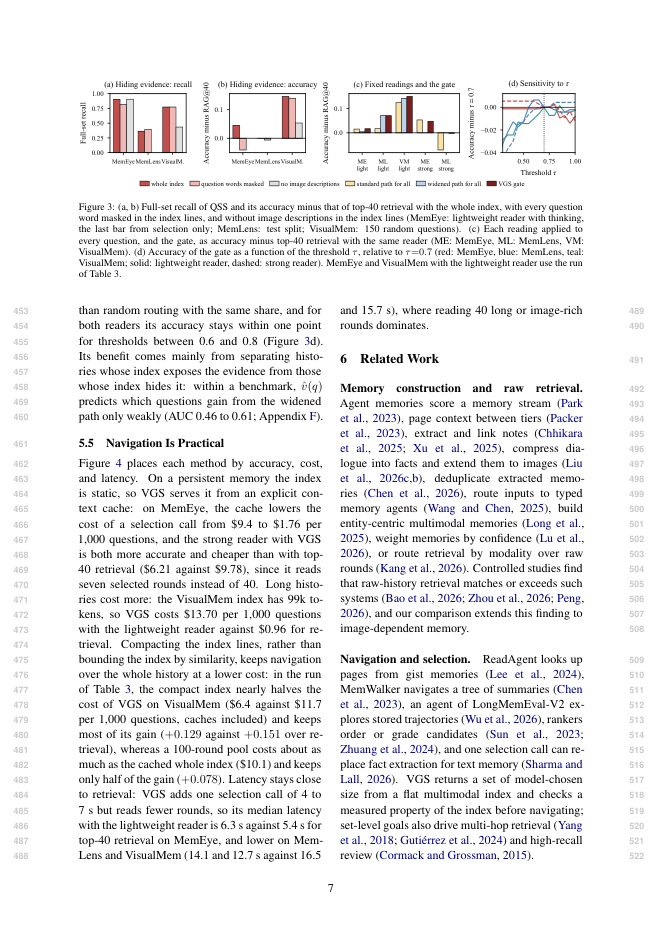 (a) Hiding evidence: recall
(b) Hiding evidence: accuracy
(c) Fixed readings and the gate
(d) Sensitivity to τ
Full-set recall
1.00
0.75
0.50
0.25
0.00
MemEye MemLens VisualM.
Accuracy minus RAG@40
0.1
0.0
MemEye MemLens VisualM.
Accuracy minus RAG@40
0.1
0.0
ME light
ML light
VM light
ME strong
ML strong
Accuracy minus τ = 0.7
0.00
−0.02
−0.04
0.50 0.75 1.00
Threshold τ
whole index
question words masked
no image descriptions
standard path for all
widened path for all
VGS gate
Figure 3: (a, b) Full-set recall of QSS and its accuracy minus that of top-40 retrieval with the whole index, with every question
word masked in the index lines, and without image descriptions in the index lines (MemEye: lightweight reader with thinking,
the last bar from selection only; MemLens: test split; VisualMem: 150 random questions). (c) Each reading applied to
every question, and the gate, as accuracy minus top-40 retrieval with the same reader (ME: MemEye, ML: MemLens, VM:
VisualMem). (d) Accuracy of the gate as a function of the threshold τ, relative to τ=0.7 (red: MemEye, blue: MemLens, teal:
VisualMem; solid: lightweight reader, dashed: strong reader). MemEye and VisualMem with the lightweight reader use the run
of Table 3.
453 than random routing with the same share, and for
454 both readers its accuracy stays within one point
455 for thresholds between 0.6 and 0.8 (Figure 3d).
456 Its benefit comes mainly from separating histo-
457 ries whose index exposes the evidence from those
458 whose index hides it: within a benchmark, v̂(q)
459 predicts which questions gain from the widened
460 path only weakly (AUC 0.46 to 0.61; Appendix F).
461 5.5 Navigation Is Practical
462 Figure 4 places each method by accuracy, cost,
463 and latency. On a persistent memory the index
464 is static, so VGS serves it from an explicit con-
465 text cache: on MemEye, the cache lowers the
466 cost of a selection call from $9.4 to $1.76 per
467 1,000 questions, and the strong reader with VGS
468 is both more accurate and cheaper than with top-
469 40 retrieval ($6.21 against $9.78), since it reads
470 seven selected rounds instead of 40. Long histo-
471 ries cost more: the VisualMem index has 99k to-
472 kens, so VGS costs $13.70 per 1,000 questions
473 with the lightweight reader against $0.96 for re-
474 trieval. Compacting the index lines, rather than
475 bounding the index by similarity, keeps navigation
476 over the whole history at a lower cost: in the run
477 of Table 3, the compact index nearly halves the
478 cost of VGS on VisualMem ($6.4 against $11.7
479 per 1,000 questions, caches included) and keeps
480 most of its gain (+0.129 against +0.151 over re-
481 trieval), whereas a 100-round pool costs about as
482 much as the cached whole index ($10.1) and keeps
483 only half of the gain (+0.078). Latency stays close
484 to retrieval: VGS adds one selection call of 4 to
485 7 s but reads fewer rounds, so its median latency
486 with the lightweight reader is 6.3 s against 5.4 s for
487 top-40 retrieval on MemEye, and lower on Mem-
488 Lens and VisualMem (14.1 and 12.7 s against 16.5
and 15.7 s), where reading 40 long or image-rich 489
rounds dominates. 490
6 Related Work 491
Memory construction and raw retrieval. 492
Agent memories score a memory stream (Park 493
et al., 2023), page context between tiers (Packer 494
et al., 2023), extract and link notes (Chhikara 495
et al., 2025; Xu et al., 2025), compress dia- 496
logue into facts and extend them to images (Liu 497
et al., 2026c,b), deduplicate extracted memo- 498
ries (Chen et al., 2026), route inputs to typed 499
memory agents (Wang and Chen, 2025), build 500
entity-centric multimodal memories (Long et al., 501
2025), weight memories by confidence (Lu et al., 502
2026), or route retrieval by modality over raw 503
rounds (Kang et al., 2026). Controlled studies find 504
that raw-history retrieval matches or exceeds such 505
systems (Bao et al., 2026; Zhou et al., 2026; Peng, 506
2026), and our comparison extends this finding to 507
image-dependent memory. 508
Navigation and selection. ReadAgent looks up 509
pages from gist memories (Lee et al., 2024), 510
MemWalker navigates a tree of summaries (Chen 511
et al., 2023), an agent of LongMemEval-V2 ex- 512
plores stored trajectories (Wu et al., 2026), rankers 513
order or grade candidates (Sun et al., 2023; 514
Zhuang et al., 2024), and one selection call can re- 515
place fact extraction for text memory (Sharma and 516
Lall, 2026). VGS returns a set of model-chosen 517
size from a flat multimodal index and checks a 518
measured property of the index before navigating; 519
set-level goals also drive multi-hop retrieval (Yang 520
et al., 2018; Gutiérrez et al., 2024) and high-recall 521
review (Cormack and Grossman, 2015). 522
7